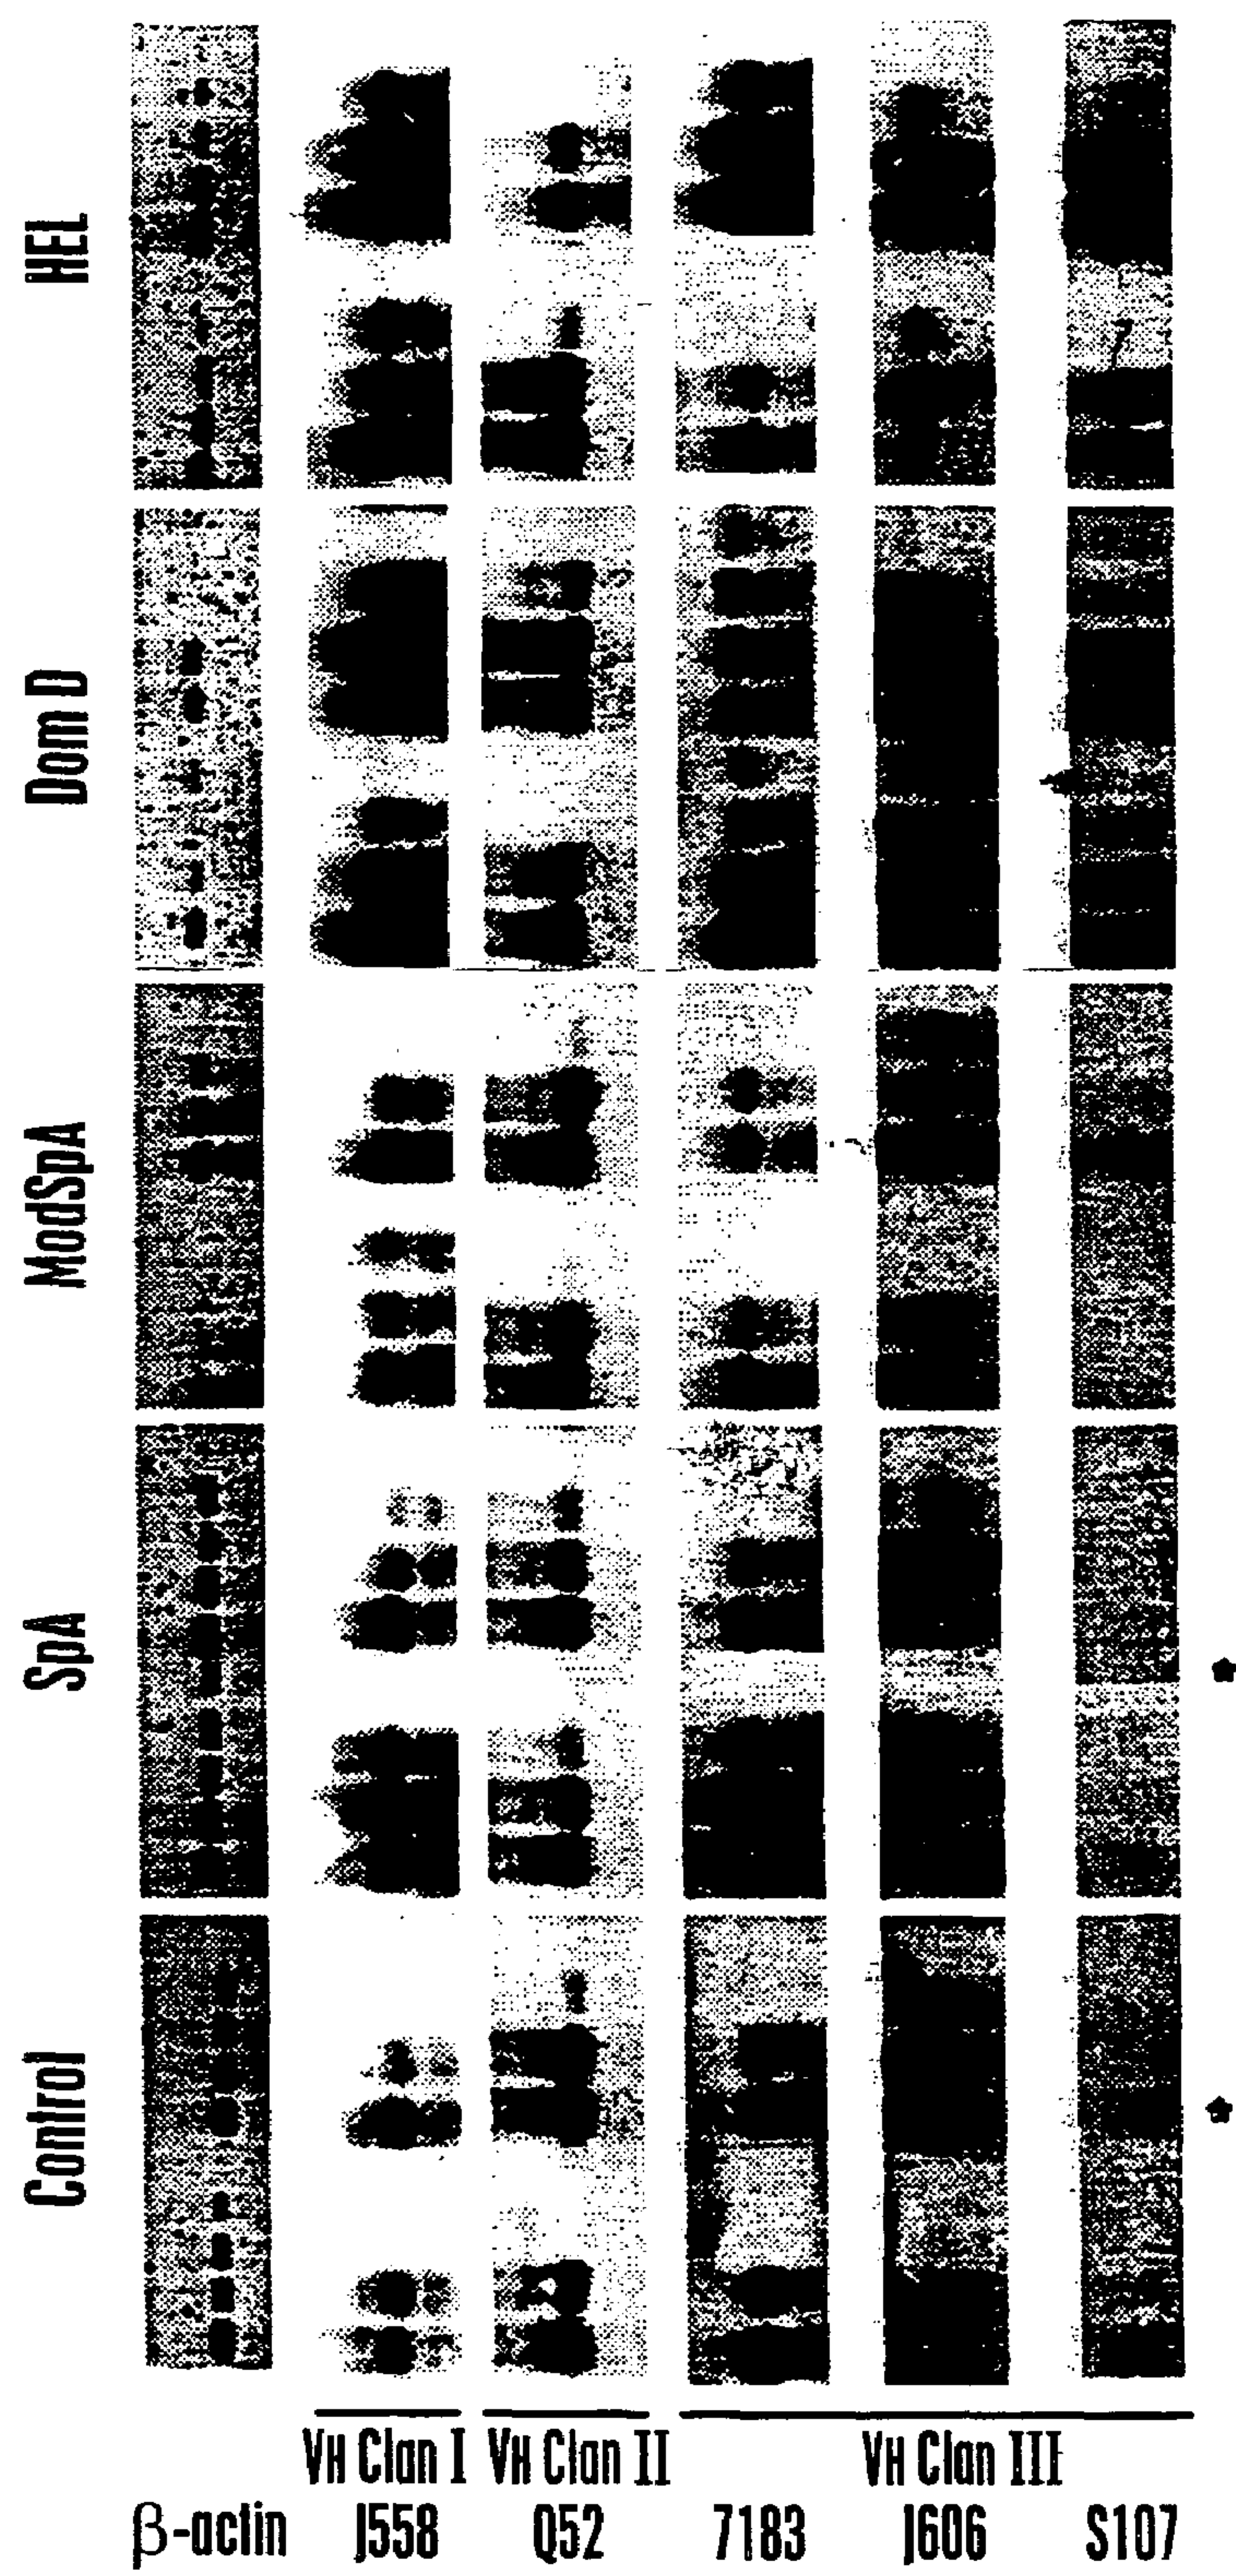 HEL
Dom D
ModSpA
SpA
Control
VH Clan I
VH Clan II
VH Clan III
β-actin
J558
Q52
7183
J606
S107